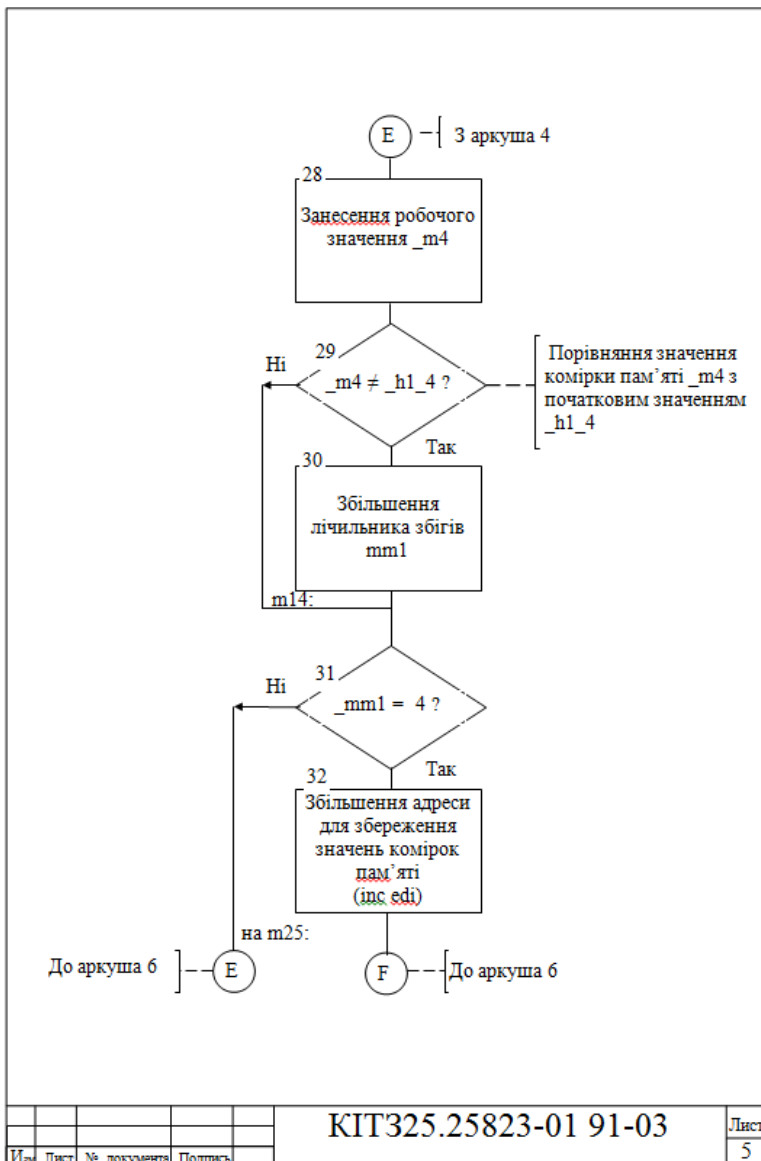 E
З аркуша 4
28
Занесення робочого
значення _m4
29
Ні
_m4 ≠ _h1_4 ?
Порівняння значення
комірки пам’яті _m4 з
початковим значенням
_h1_4
Так
30
Збільшення
лічильника збігів
mm1
m14:
31
Ні
_mm1 = 4 ?
Так
32
Збільшення адреси
для збереження
значень комірок
пам’яті
(inc edi)
на m25:
До аркуша 6
E
F
До аркуша 6
КІТ325.25823-01 91-03
Лист
5
Изм Лист № документа Подпись